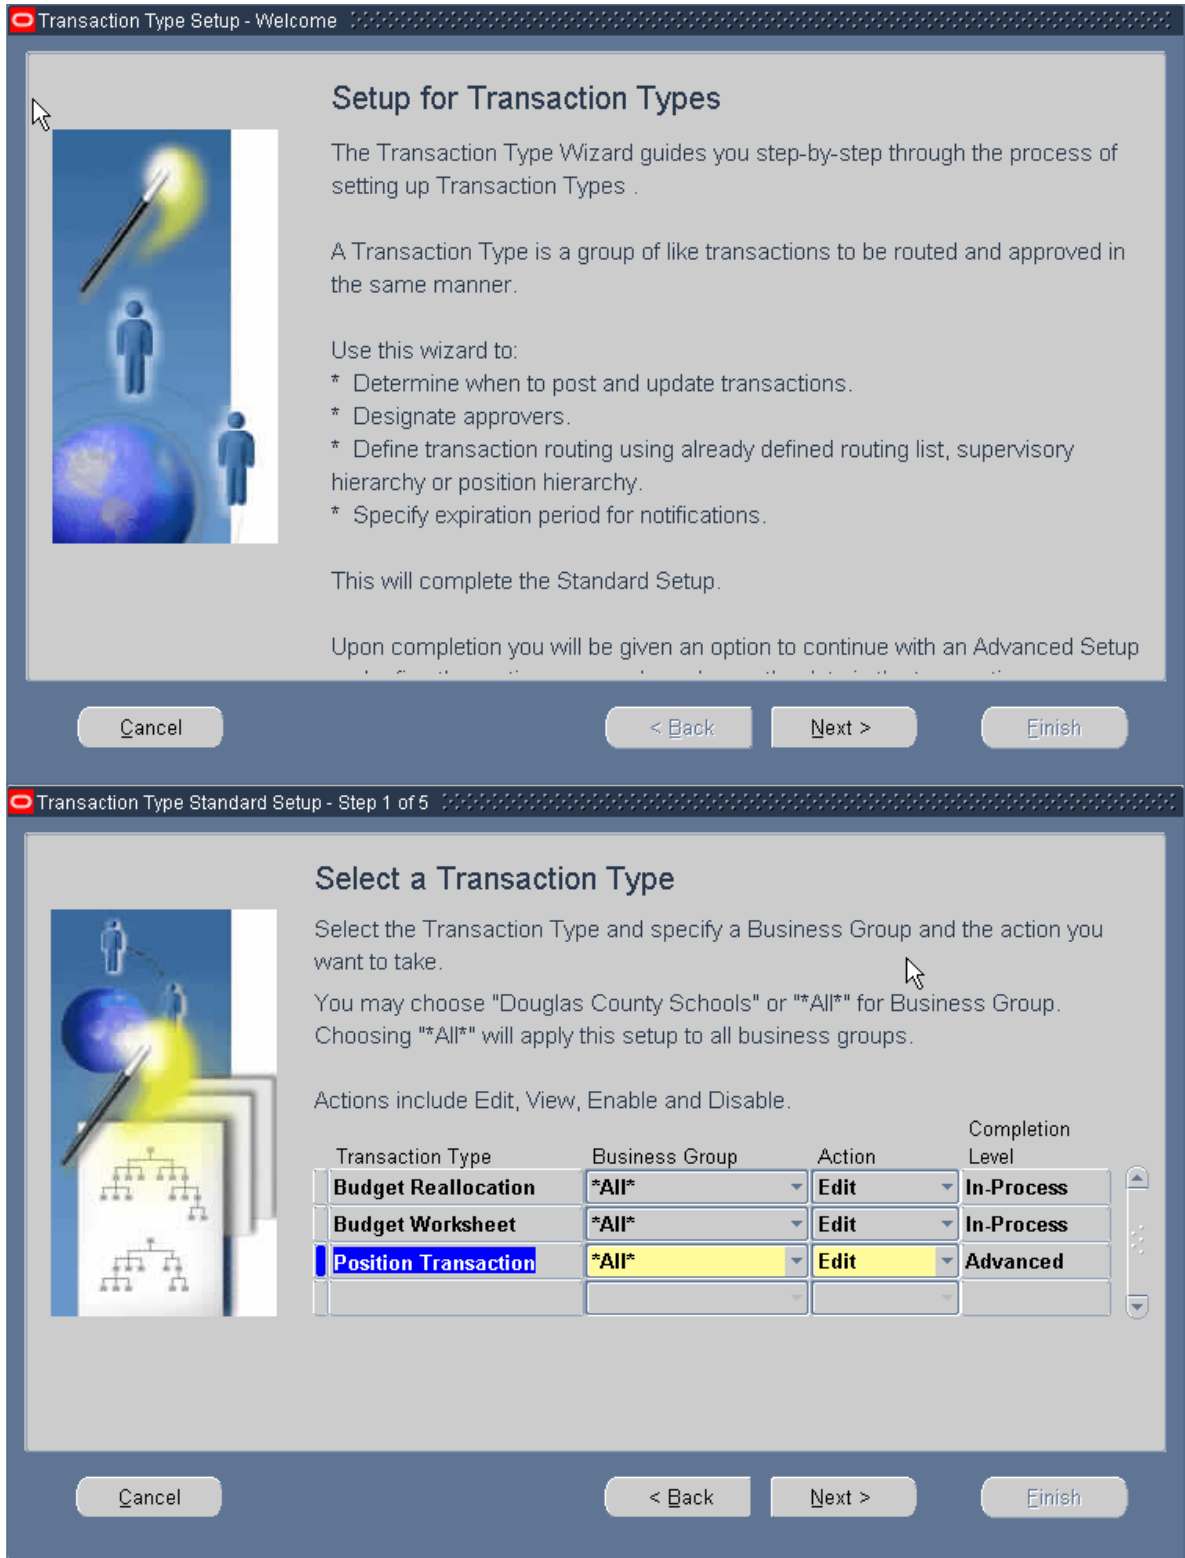 Transaction Type Setup - Welcome
Setup for Transaction Types
The Transaction Type Wizard guides you step-by-step through the process of
setting up Transaction Types .
A Transaction Type is a group of like transactions to be routed and approved in
the same manner.
Use this wizard to:
* Determine when to post and update transactions.
* Designate approvers.
* Define transaction routing using already defined routing list, supervisory
hierarchy or position hierarchy.
* Specify expiration period for notifications.
This will complete the Standard Setup.
Upon completion you will be given an option to continue with an Advanced Setup
Cancel < Back Next > Finish
Transaction Type Standard Setup - Step 1 of 5
Select a Transaction Type
Select the Transaction Type and specify a Business Group and the action you
want to take.
You may choose "Douglas County Schools" or "*All*" for Business Group.
Choosing "*All*" will apply this setup to all business groups.
Actions include Edit, View, Enable and Disable.
Completion
Transaction Type Business Group Action Level
Budget Reallocation *All* Edit In-Process
Budget Worksheet *All* Edit In-Process
Position Transaction *All* Edit Advanced
Cancel < Back Next > Finish